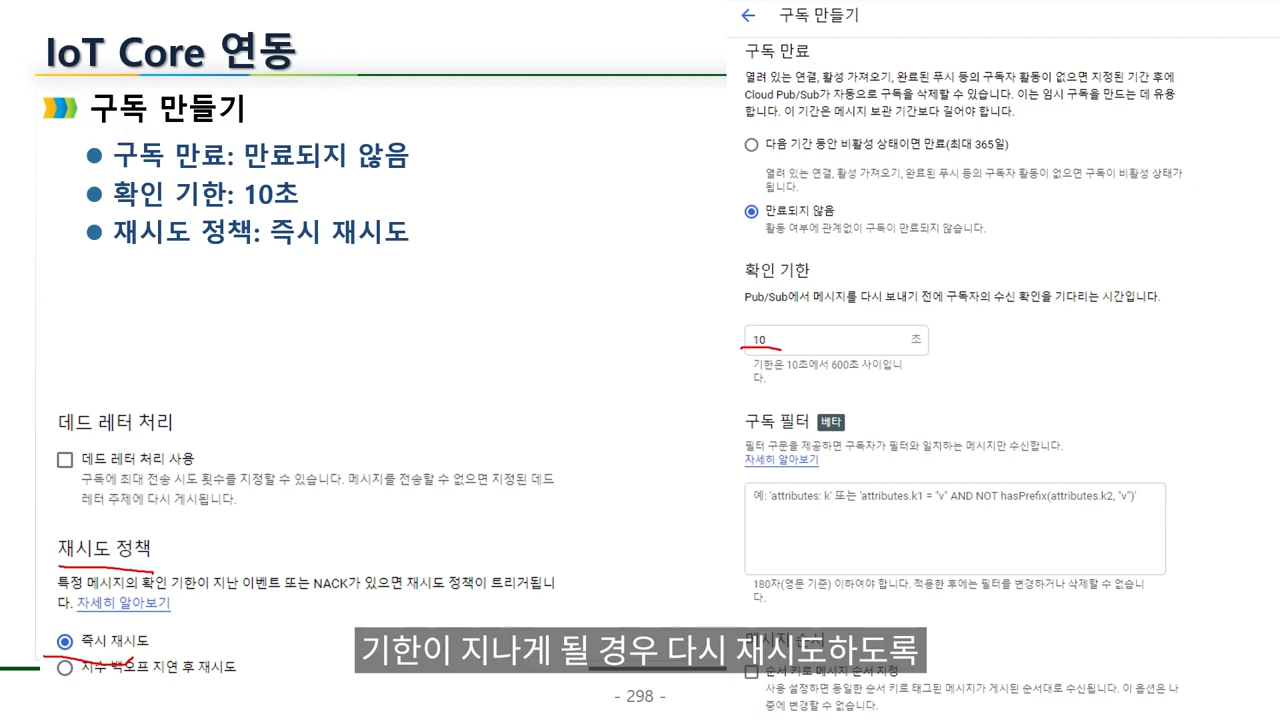 IoT Core 연동
구독 만들기
구독 만료: 만료되지 않음
확인 기한: 10초
재시도 정책: 즉시 재시도
데드 레터 처리
데드 레터 처리 사용
구독에 최대 전송 시도 횟수를 지정할 수 있습니다. 메시지를 전송할 수 없으면 지정된 데드
레터 주제에 다시 게시됩니다.
재시도 정책
특정 메시지의 확인 기한이 지난 이벤트 또는 NACK가 있으면 재시도 정책이 트리거됩니
다. 자세히 알아보기
즉시 재시도
지수 백오프 지연 후 재시도
구독 만들기
구독 만료
열려 있는 연결, 활성 가져오기, 완료된 푸시 등의 구독자 활동이 없으면 지정된 기간 후에
Cloud Pub/Sub가 자동으로 구독을 삭제할 수 있습니다. 이는 임시 구독을 만드는 데 유용
합니다. 이 기간은 메시지 보관 기간보다 길어야 합니다.
다음 기간 동안 비활성 상태이면 만료(최대 365일)
열려 있는 연결, 활성 가져오기, 완료된 푸시 등의 구독자 활동이 없으면 구독이 비활성 상태가
됩니다.
만료되지 않음
활동 여부에 관계없이 구독이 만료되지 않습니다.
확인 기한
Pub/Sub에서 메시지를 다시 보내기 전에 구독자의 수신 확인을 기다리는 시간입니다.
10 초
기한은 10초에서 600초 사이입니
다.
구독 필터 베타
필터 구문을 제공하면 구독자가 필터와 일치하는 메시지만 수신합니다.
자세히 알아보기
예: 'attributes: k' 또는 'attributes.k1 = "v" AND NOT hasPrefix(attributes.k2, "v")'
180자(영문 기준) 이하여야 합니다. 적용한 후에는 필터를 변경하거나 삭제할 수 없습니
다.
메시지 순서
순서 키로 메시지 순서 지정
사용 설정하면 동일한 순서 키로 태그된 메시지가 게시된 순서대로 수신됩니다. 이 옵션은 나
중에 변경할 수 없습니다.
기한이 지나게 될 경우 다시 재시도하도록
- 298 -